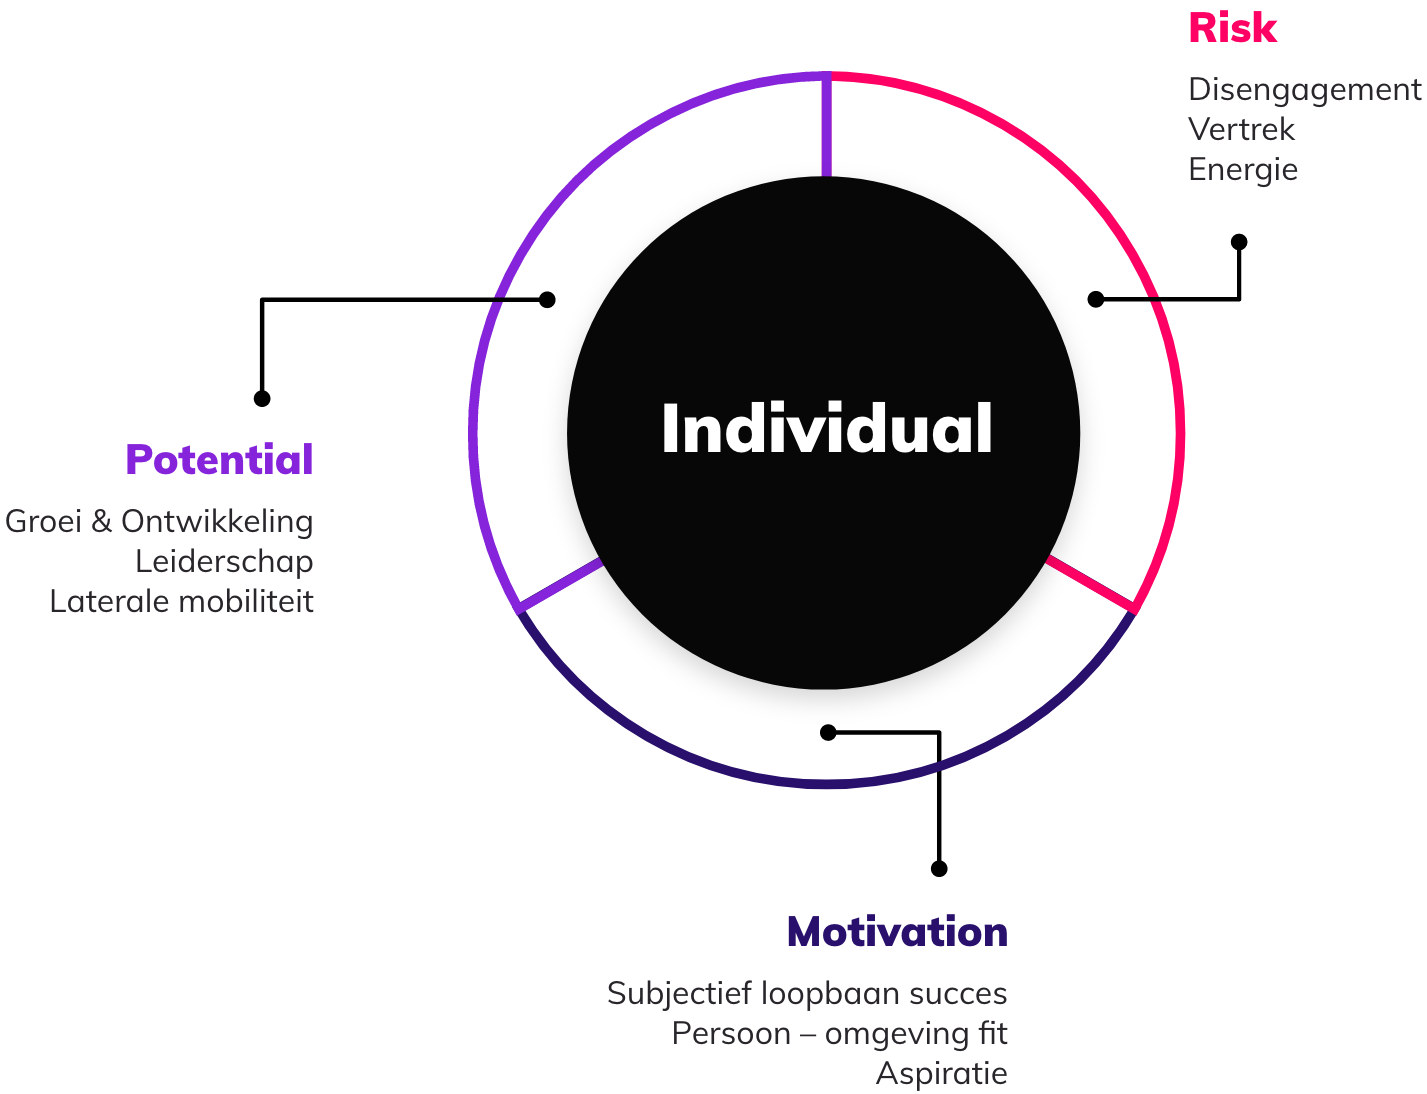 Risk
Disengagement
Vertrek
Energie
Individual
Potential
Groei & Ontwikkeling
Leiderschap
Laterale mobiliteit
Motivation
Subjectief loopbaan succes
Persoon – omgeving fit
Aspiratie